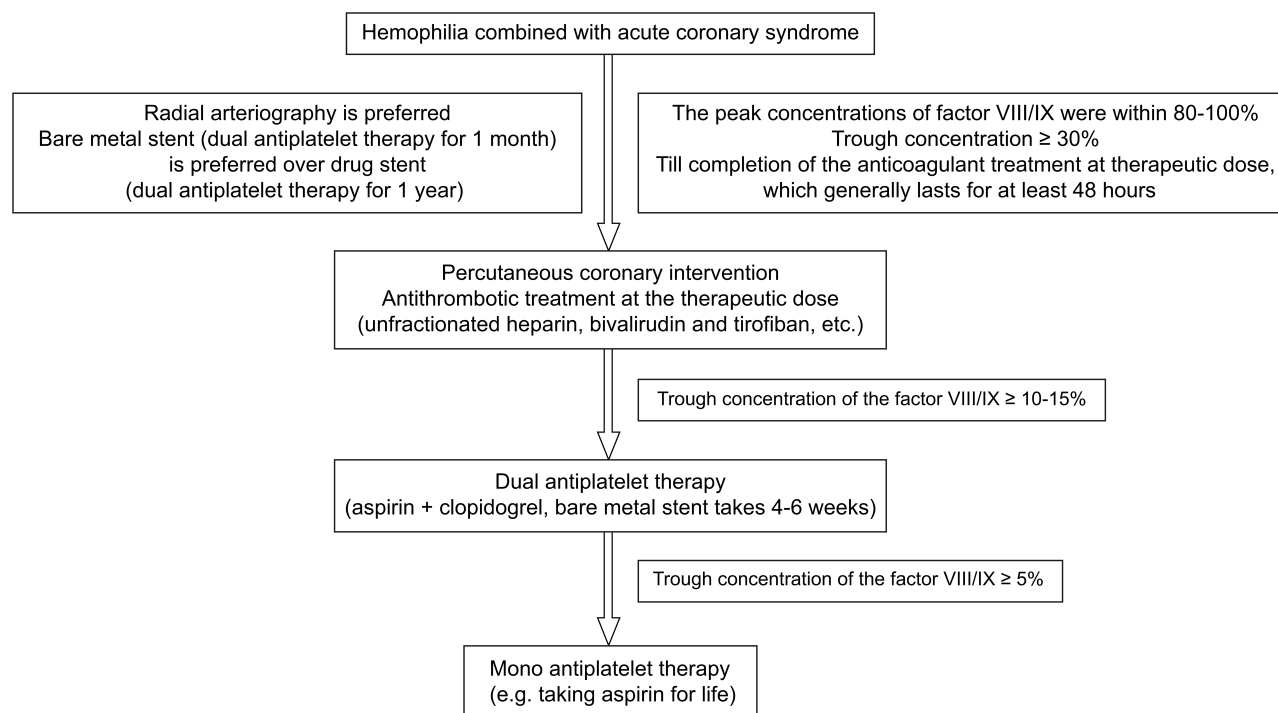 Hemophilia combined with acute coronary syndrome
Radial arteriography is preferred
Bare metal stent (dual antiplatelet therapy for 1 month)
is preferred over drug stent
(dual antiplatelet therapy for 1 year)
The peak concentrations of factor VIII/IX were within 80-100%
Trough concentration ≥ 30%
Till completion of the anticoagulant treatment at therapeutic dose,
which generally lasts for at least 48 hours
Percutaneous coronary intervention
Antithrombotic treatment at the therapeutic dose
(unfractionated heparin, bivalirudin and tirofiban, etc.)
Trough concentration of the factor VIII/IX ≥ 10-15%
Dual antiplatelet therapy
(aspirin + clopidogrel, bare metal stent takes 4-6 weeks)
Trough concentration of the factor VIII/IX ≥ 5%
Mono antiplatelet therapy
(e.g. taking aspirin for life)